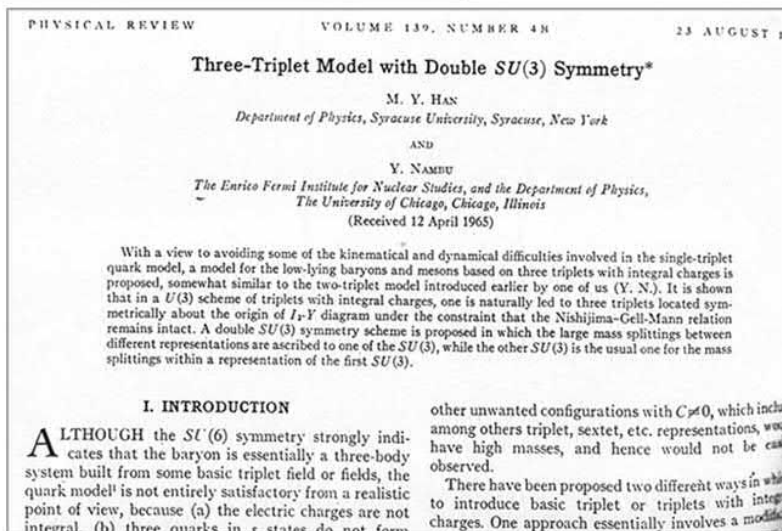 PHYSICAL REVIEW VOLUME 139, NUMBER 4B 23 AUGUST
Three-Triplet Model with Double SU(3) Symmetry*
M. Y. HAN
Department of Physics, Syracuse University, Syracuse, New York
AND
Y. NAMBU
The Enrico Fermi Institute for Nuclear Studies, and the Department of Physics,
The University of Chicago, Chicago, Illinois
(Received 12 April 1965)
With a view to avoiding some of the kinematical and dynamical difficulties involved in the single-triplet
quark model, a model for the low-lying baryons and mesons based on three triplets with integral charges is
proposed, somewhat similar to the two-triplet model introduced earlier by one of us (Y. N.). It is shown
that in a U(3) scheme of triplets with integral charges, one is naturally led to three triplets located sym-
metrically about the origin of I₃-Y diagram under the constraint that the Nishijima–Gell-Mann relation
remains intact. A double SU(3) symmetry scheme is proposed in which the large mass splittings between
different representations are ascribed to one of the SU(3), while the other SU(3) is the usual one for the mass
splittings within a representation of the first SU(3).
I. INTRODUCTION
ALTHOUGH the SU(6) symmetry strongly indi-
cates that the baryon is essentially a three-body
system built from some basic triplet field or fields, the
quark model¹ is not entirely satisfactory from a realistic
point of view, because (a) the electric charges are not
integral, (b) three quarks in s states do not form
other unwanted configurations with C≠0, which
among others triplet, sextet, etc. representations,
have high masses, and hence would not be
observed.
There have been proposed two different ways in
to introduce basic triplet or triplets with
charges. One approach essentially involves a